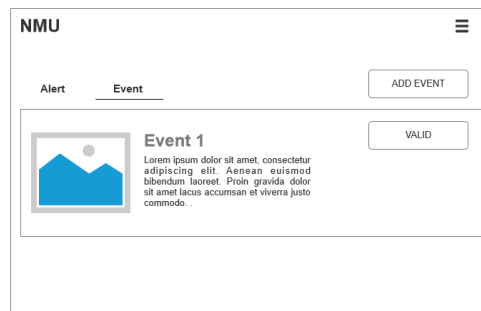 NMU
Alert
Event
ADD EVENT
Event 1
VALID
Lorem ipsum dolor sit amet, consectetur
adipiscing elit. Aenean euismod
bibendum laoreet. Proin gravida dolor
sit amet lacus accumsan et viverra justo
commodo. .